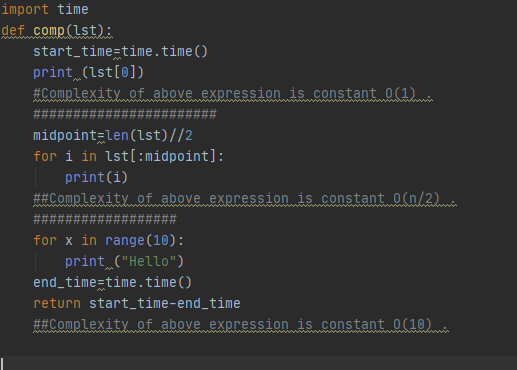 import time
def comp(lst):
    start_time=time.time()
    print (lst[0])
    #Complexity of above expression is constant O(1) .
    #######################
    midpoint=len(lst)//2
    for i in lst[:midpoint]:
        print(i)
    ##Complexity of above expression is constant O(n/2) .
    ##################
    for x in range(10):
        print ("Hello")
    end_time=time.time()
    return start_time-end_time
    ##Complexity of above expression is constant O(10) .